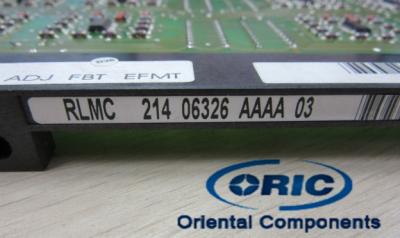 ADJ FBT EFMT
RLMC 214 06326 AAAA 03
ORIC
Oriental Components